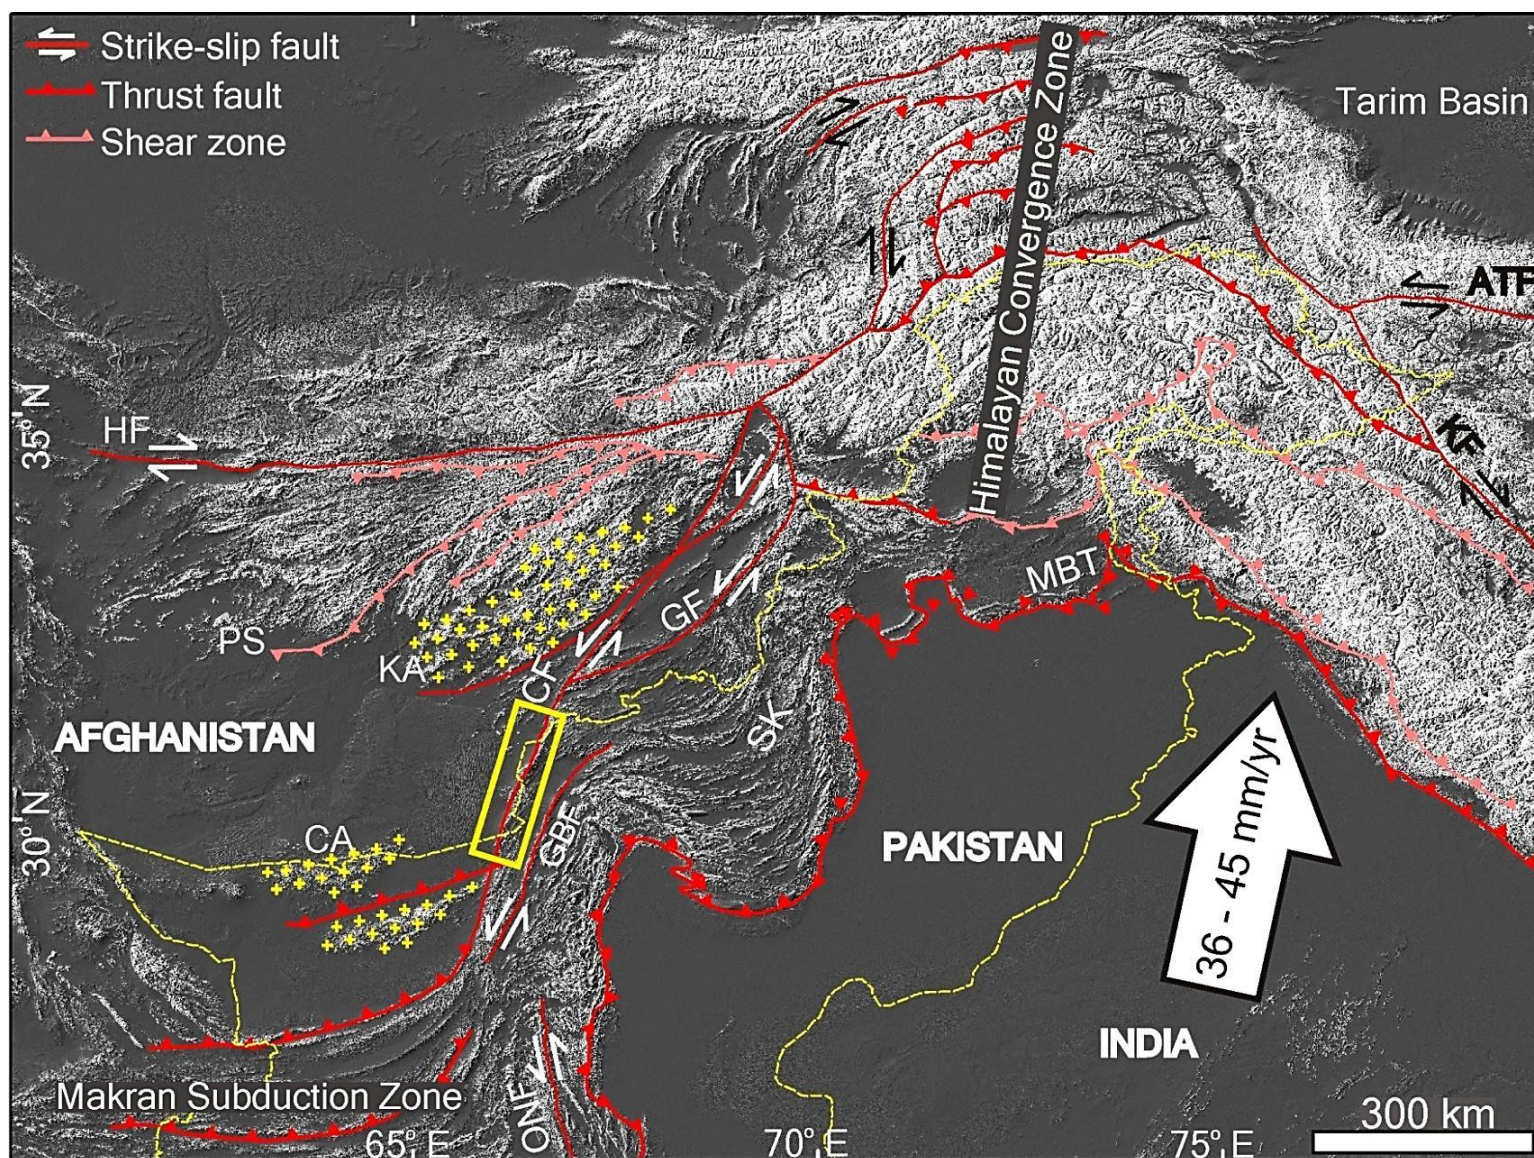 Strike-slip fault
Thrust fault
Shear zone
Himalayan Convergence Zone
Tarim Basin
ATF
35° N
HF
KF
MBT
GF
PS
KA
CF
SK
AFGHANISTAN
30° N
CA
GBF
PAKISTAN
36 - 45 mm/yr
INDIA
Makran Subduction Zone
ONF
300 km
65° E
70° E
75° E